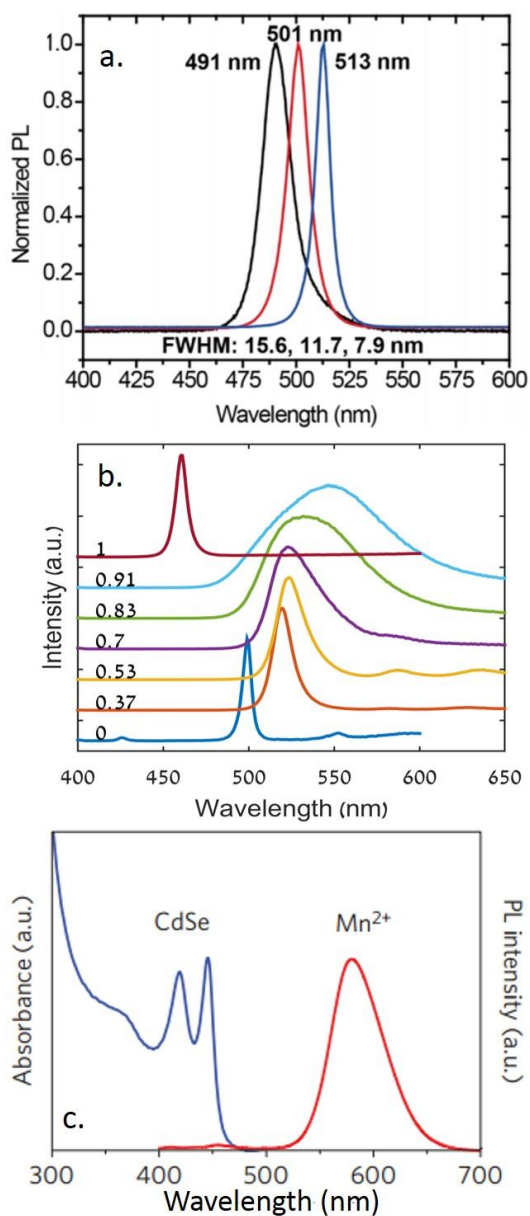 a.
501 nm
491 nm
513 nm
Normalized PL
1.0
0.8
0.6
0.4
0.2
0.0
FWHM: 15.6, 11.7, 7.9 nm
400 425 450 475 500 525 550 575 600
Wavelength (nm)
b.
Intensity (a.u.)
1
0.91
0.83
0.7
0.53
0.37
0
400 450 500 550 600 650
Wavelength (nm)
Absorbance (a.u.)
CdSe
Mn²⁺
PL intensity (a.u.)
c.
300 400 500 600 700
Wavelength (nm)